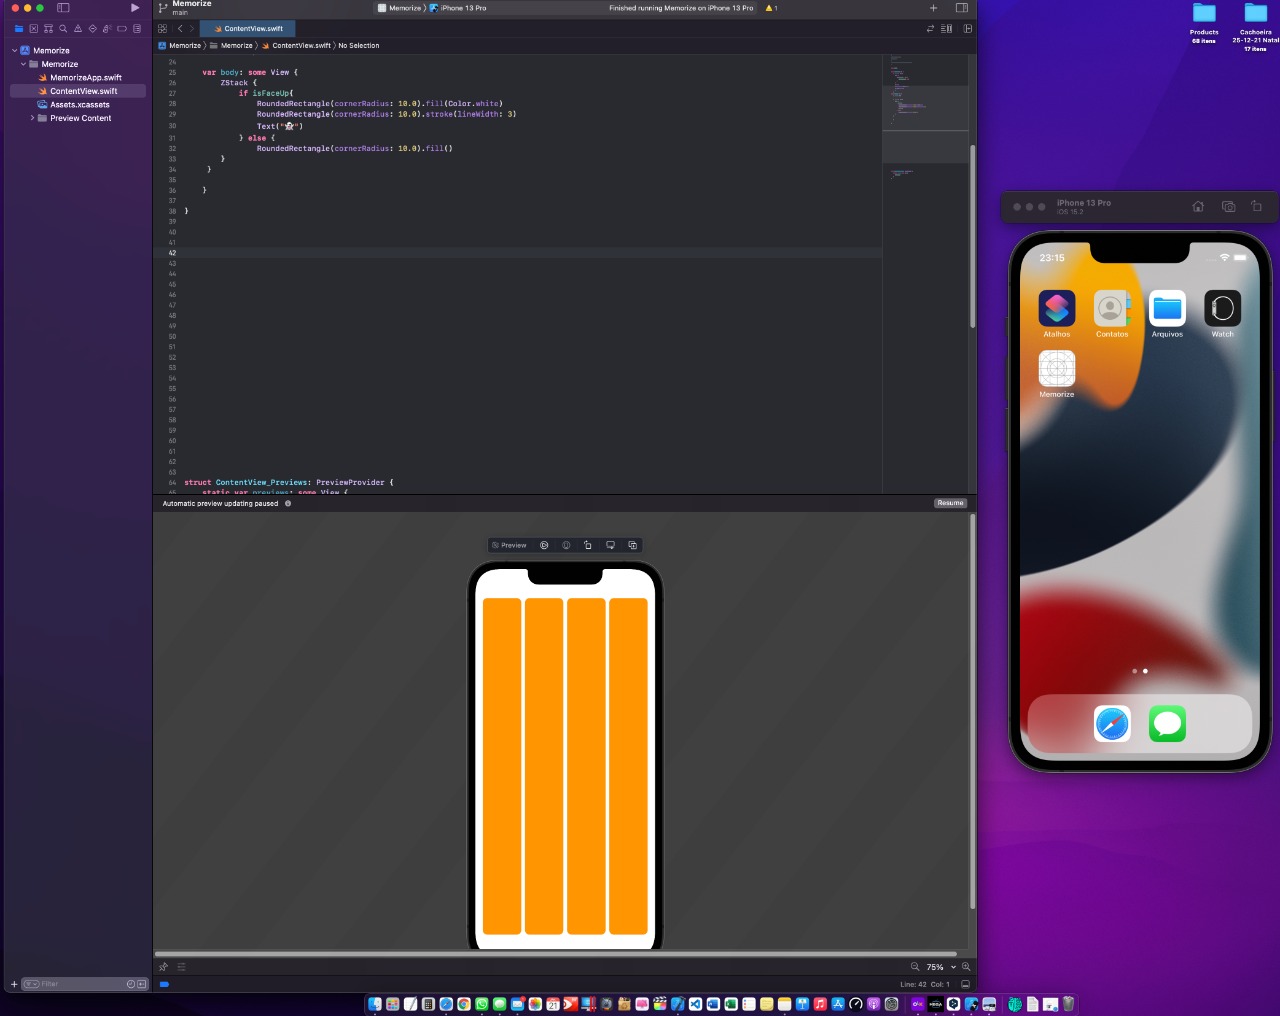 Memorize
main
Memorize
iPhone 13 Pro
Finished running Memorize on iPhone 13 Pro
1
ContentView.swift
Memorize
Memorize
ContentView.swift
No Selection
Memorize
Memorize
MemorizeApp.swift
ContentView.swift
Assets.xcassets
Preview Content
24
25 var body: some View {
26 ZStack {
27 if isFaceUp{
28 RoundedRectangle(cornerRadius: 10.0).fill(Color.white)
29 RoundedRectangle(cornerRadius: 10.0).stroke(lineWidth: 3)
30 Text("👻")
31 } else {
32 RoundedRectangle(cornerRadius: 10.0).fill()
33 }
34 }
35
36 }
37
38 }
39
40
41
42
43
44
45
46
47
48
49
50
51
52
53
54
55
56
57
58
59
60
61
62
63
64 struct ContentView_Previews: PreviewProvider {
65 static var previews: some View {
Automatic preview updating paused
Resume
Preview
Filter
75%
Line: 42 Col: 1
Products
68 itens
Cachoeira
25-12-21 Natal
17 itens
iPhone 13 Pro
iOS 15.2
23:15
Atalhos
Contatos
Arquivos
Watch
Memorize